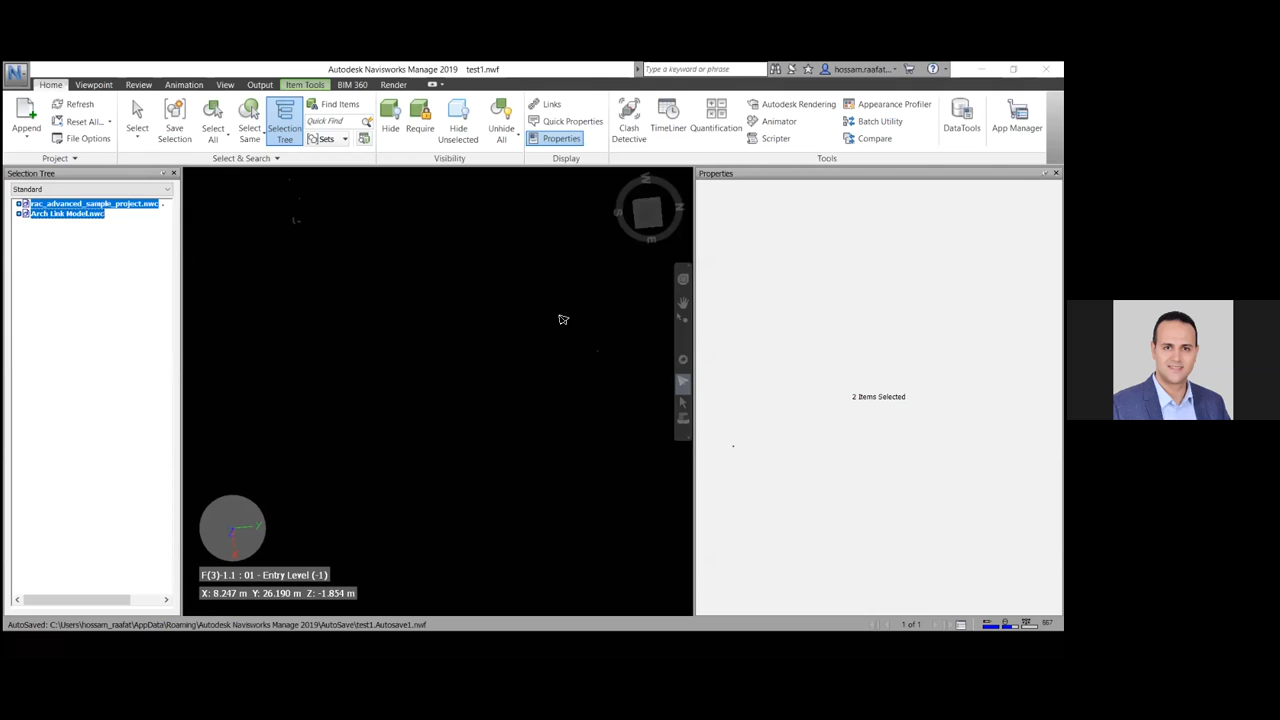 Autodesk Navisworks Manage 2019 test1.nwf
Type a keyword or phrase
hossam.raafat...
Home Viewpoint Review Animation View Output Item Tools BIM 360 Render
Append
Refresh
Reset All...
File Options
Project
Select
Save Selection
Select All
Select Same
Selection Tree
Find Items
Quick Find
Sets
Select & Search
Hide
Require
Hide Unselected
Unhide All
Visibility
Links
Quick Properties
Properties
Display
Clash Detective
TimeLiner
Quantification
Autodesk Rendering
Animator
Scripter
Appearance Profiler
Batch Utility
Compare
Tools
DataTools
App Manager
Selection Tree
Standard
rac_advanced_sample_project.nwc
Arch Link Model.nwc
W
S
N
E
Y
X
Z
F(3)-1.1 : 01 - Entry Level (-1)
X: 8.247 m Y: 26.190 m Z: -1.854 m
Properties
2 Items Selected
AutoSaved: C:\Users\hossam_raafat\AppData\Roaming\Autodesk Navisworks Manage 2019\AutoSave\test1.Autosave1.nwf
1 of 1
867